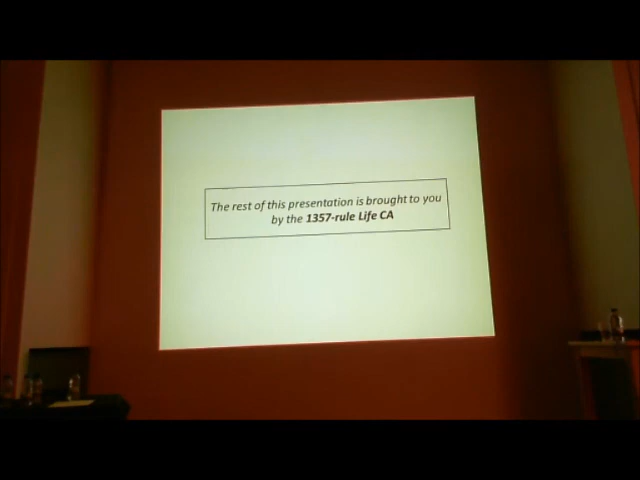 The rest of this presentation is brought to you
by the 1357-rule Life CA